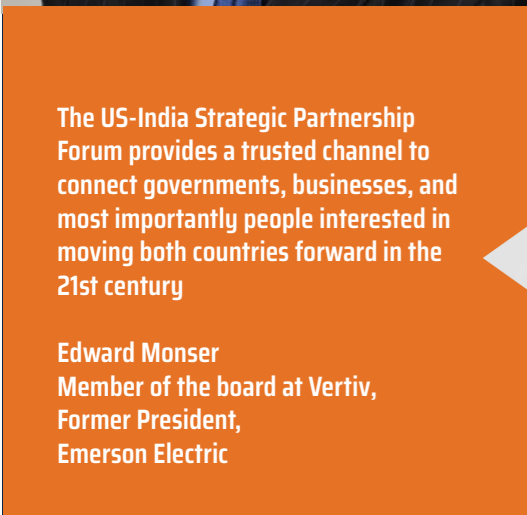 The US-India Strategic Partnership
Forum provides a trusted channel to
connect governments, businesses, and
most importantly people interested in
moving both countries forward in the
21st century
Edward Monser
Member of the board at Vertiv,
Former President,
Emerson Electric